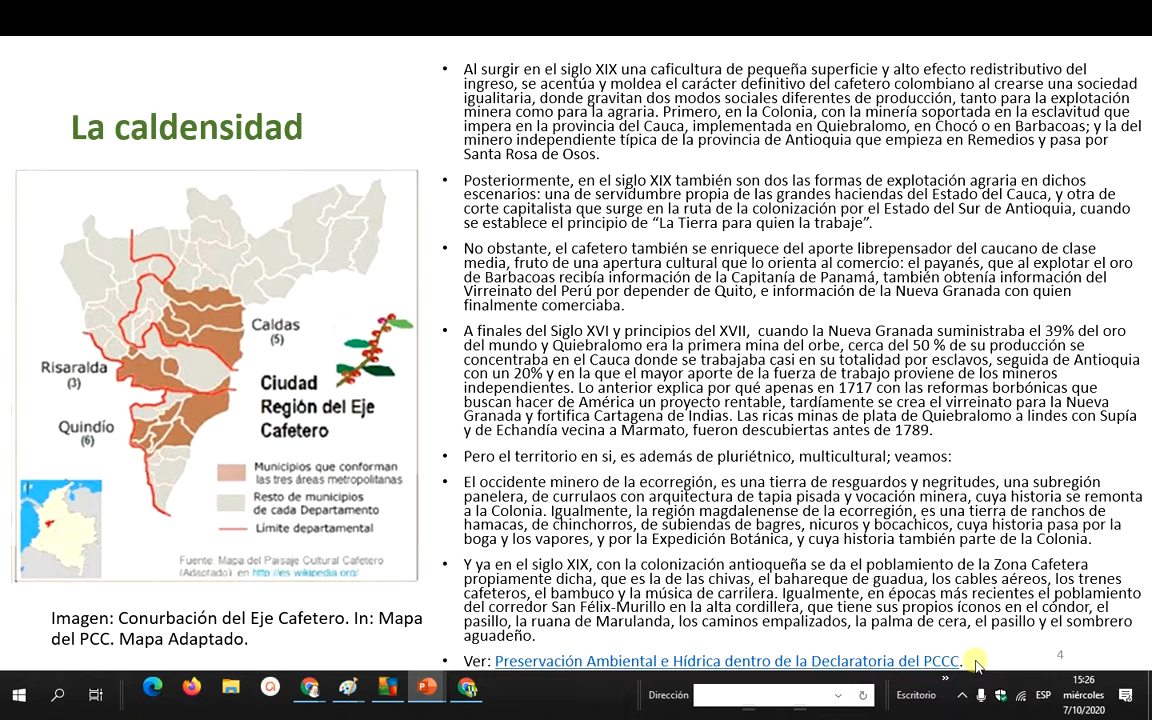 La caldensidad
Caldas
(5)
Risaralda
(3)
Ciudad
Región del Eje
Cafetero
Quindío
(6)
Municipios que conforman
las tres áreas metropolitanas
Resto de municipios
de cada Departamento
Límite departamental
Fuente: Mapa del Paisaje Cultural Cafetero
(Adaptado) en http://es.wikipedia.org/
Imagen: Conurbación del Eje Cafetero. In: Mapa
del PCC. Mapa Adaptado.
• Al surgir en el siglo XIX una caficultura de pequeña superficie y alto efecto redistributivo del
ingreso, se acentúa y moldea el carácter definitivo del cafetero colombiano al crearse una sociedad
igualitaria, donde gravitan dos modos sociales diferentes de producción, tanto para la explotación
minera como para la agraria. Primero, en la Colonia, con la minería soportada en la esclavitud que
impera en la provincia del Cauca, implementada en Quiebralomo, en Chocó o en Barbacoas; y la del
minero independiente típica de la provincia de Antioquia que empieza en Remedios y pasa por
Santa Rosa de Osos.
• Posteriormente, en el siglo XIX también son dos las formas de explotación agraria en dichos
escenarios: una de servidumbre propia de las grandes haciendas del Estado del Cauca, y otra de
corte capitalista que surge en la ruta de la colonización por el Estado del Sur de Antioquia, cuando
se establece el principio de “La Tierra para quien la trabaje”.
• No obstante, el cafetero también se enriquece del aporte librepensador del caucano de clase
media, fruto de una apertura cultural que lo orienta al comercio: el payanés, que al explotar el oro
de Barbacoas recibía información de la Capitanía de Panamá, también obtenía información del
Virreinato del Perú por depender de Quito, e información de la Nueva Granada con quien
finalmente comerciaba.
• A finales del Siglo XVI y principios del XVII, cuando la Nueva Granada suministraba el 39% del oro
del mundo y Quiebralomo era la primera mina del orbe, cerca del 50 % de su producción se
concentraba en el Cauca donde se trabajaba casi en su totalidad por esclavos, seguida de Antioquia
con un 20% y en la que el mayor aporte de la fuerza de trabajo proviene de los mineros
independientes. Lo anterior explica por qué apenas en 1717 con las reformas borbónicas que
buscan hacer de América un proyecto rentable, tardíamente se crea el virreinato para la Nueva
Granada y fortifica Cartagena de Indias. Las ricas minas de plata de Quiebralomo a lindes con Supía
y de Echandía vecina a Marmato, fueron descubiertas antes de 1789.
• Pero el territorio en si, es además de pluriétnico, multicultural; veamos:
• El occidente minero de la ecorregión, es una tierra de resguardos y negritudes, una subregión
panelera, de currulaos con arquitectura de tapia pisada y vocación minera, cuya historia se remonta
a la Colonia. Igualmente, la región magdalenense de la ecorregión, es una tierra de ranchos de
hamacas, de chinchorros, de subiendas de bagres, nicuros y bocachicos, cuya historia pasa por la
boga y los vapores, y por la Expedición Botánica, y cuya historia también parte de la Colonia.
• Y ya en el siglo XIX, con la colonización antioqueña se da el poblamiento de la Zona Cafetera
propiamente dicha, que es la de las chivas, el bahareque de guadua, los cables aéreos, los trenes
cafeteros, el bambuco y la música de carrilera. Igualmente, en épocas más recientes el poblamiento
del corredor San Félix-Murillo en la alta cordillera, que tiene sus propios íconos en el cóndor, el
pasillo, la ruana de Marulanda, los caminos empalizados, la palma de cera, el pasillo y el sombrero
aguadeño.
• Ver: Preservación Ambiental e Hídrica dentro de la Declaratoria del PCCC.
4
Dirección
Escritorio
ESP
15:26
miércoles
7/10/2020